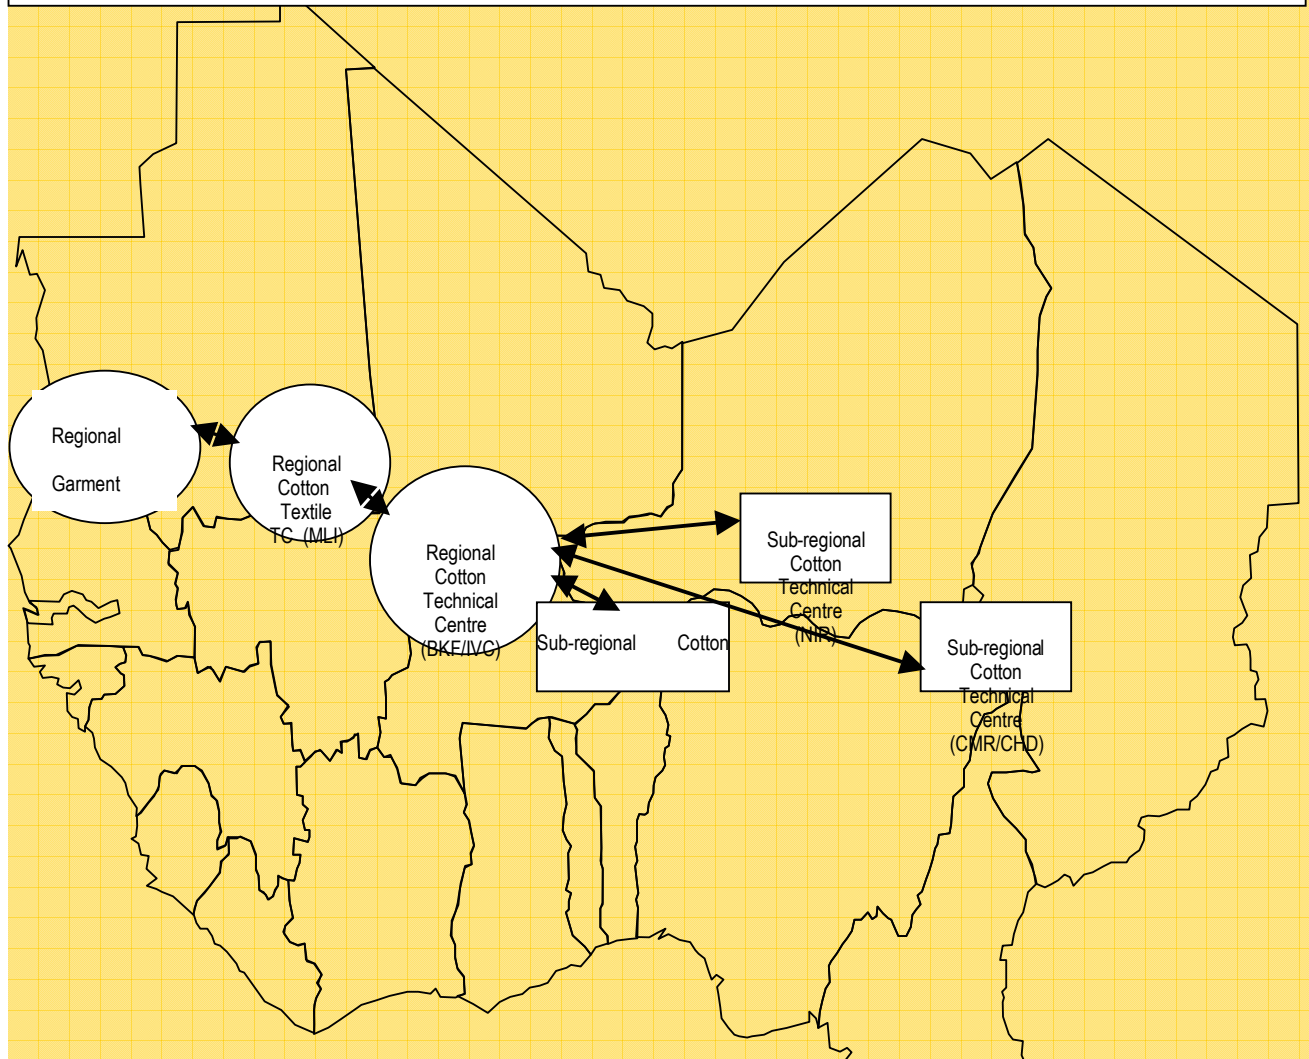 Regional
Garment
Regional
Cotton
Textile
TC (MLI)
Regional
Cotton
Technical
Centre
(BKF/IVC)
Sub-regional Cotton
Sub-regional
Cotton
Technical
Centre
(NIR)
Sub-regional
Cotton
Technical
Centre
(CMR/CHD)